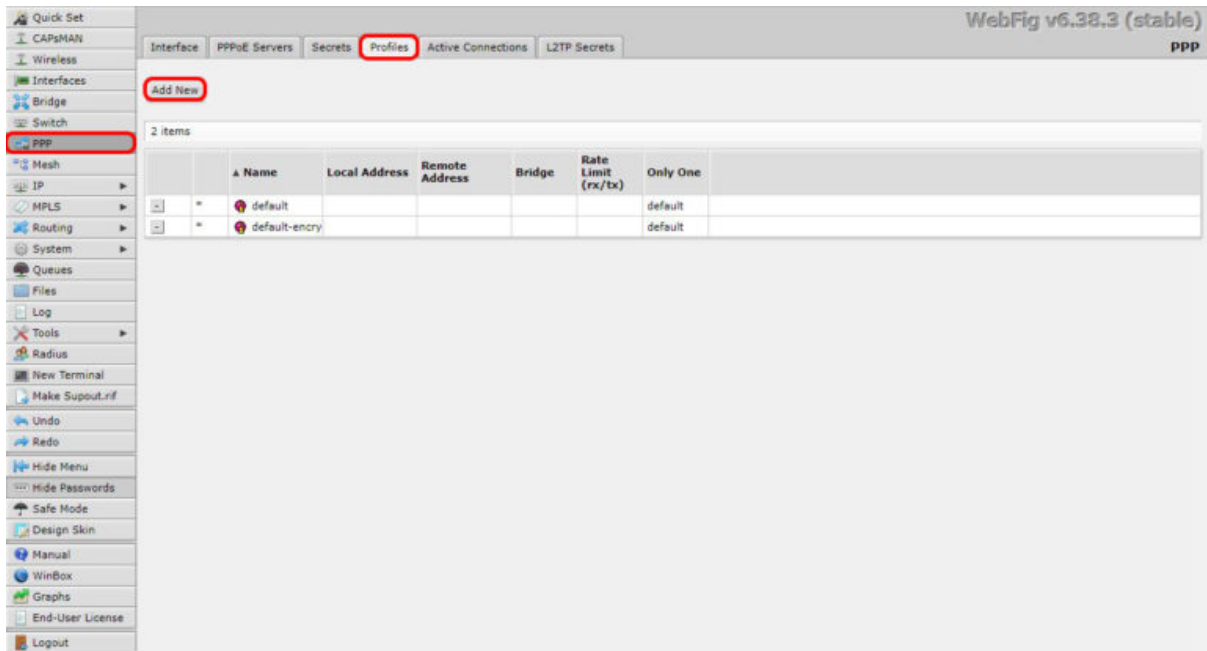 WebFig v6.38.3 (stable)
Interface PPPoE Servers Secrets Profiles Active Connections L2TP Secrets PPP
Add New
2 items
▲ Name Local Address Remote Address Bridge Rate Limit (rx/tx) Only One
- * default default
- * default-encry default
Quick Set
CAPsMAN
Wireless
Interfaces
Bridge
Switch
PPP
Mesh
IP
MPLS
Routing
System
Queues
Files
Log
Tools
Radius
New Terminal
Make Supout.rif
Undo
Redo
Hide Menu
Hide Passwords
Safe Mode
Design Skin
Manual
WinBox
Graphs
End-User License
Logout